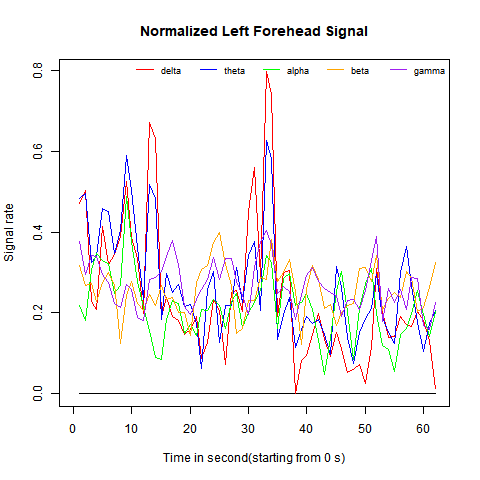 Normalized Left Forehead Signal
delta theta alpha beta gamma
Signal rate
0.8
0.6
0.4
0.2
0.0
0 10 20 30 40 50 60
Time in second(starting from 0 s)